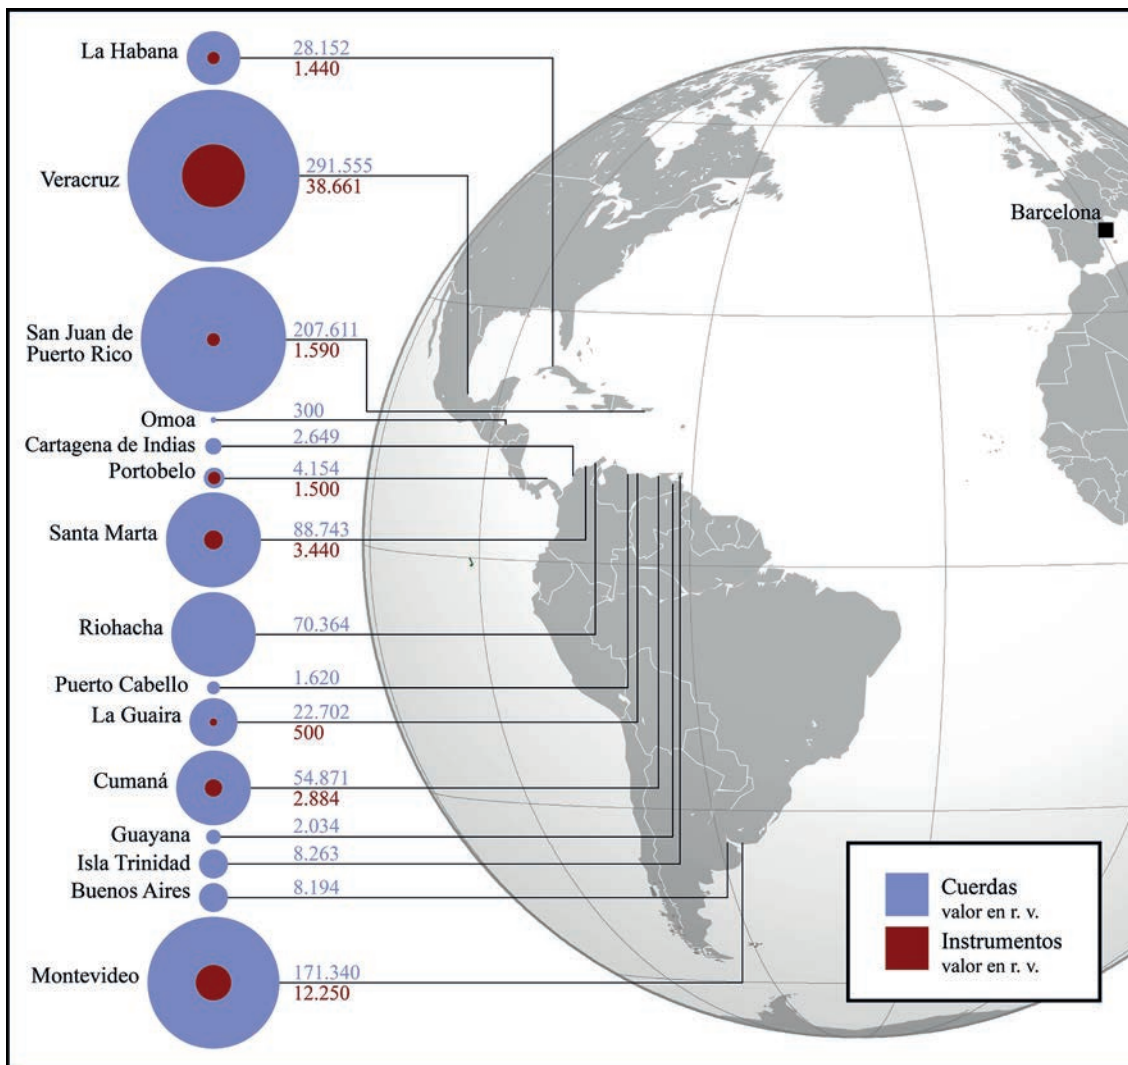 La Habana
28.152
1.440
Veracruz
291.555
38.661
Barcelona
San Juan de
Puerto Rico
207.611
1.590
Omoa
300
Cartagena de Indias
2.649
Portobelo
4.154
1.500
Santa Marta
88.743
3.440
Riohacha
70.364
Puerto Cabello
1.620
La Guaira
22.702
500
Cumaná
54.871
2.884
Guayana
2.034
Isla Trinidad
8.263
Buenos Aires
8.194
Montevideo
171.340
12.250
Cuerdas
valor en r. v.
Instrumentos
valor en r. v.